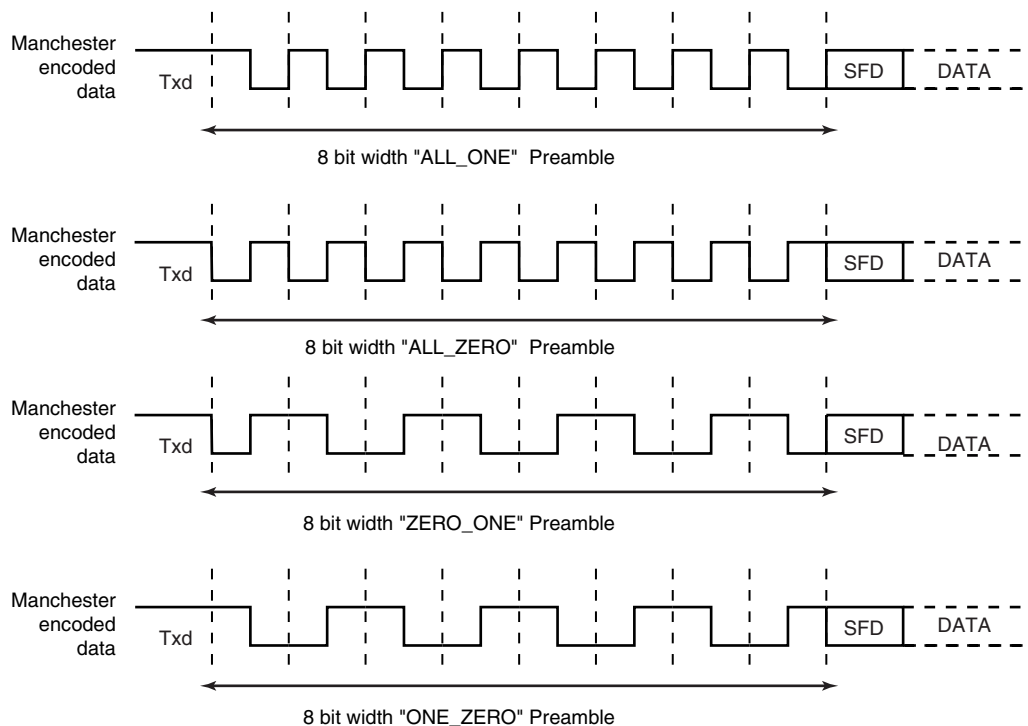 Manchester
encoded
data
Txd
SFD
DATA
8 bit width "ALL_ONE" Preamble
Manchester
encoded
data
Txd
SFD
DATA
8 bit width "ALL_ZERO" Preamble
Manchester
encoded
data
Txd
SFD
DATA
8 bit width "ZERO_ONE" Preamble
Manchester
encoded
data
Txd
SFD
DATA
8 bit width "ONE_ZERO" Preamble